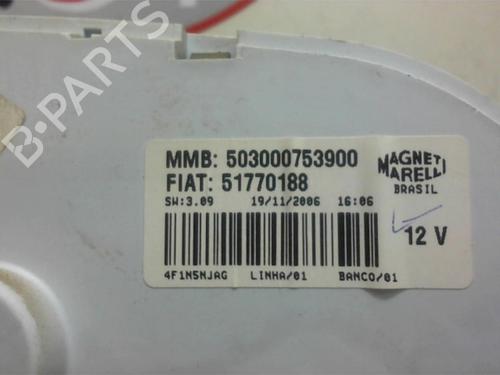 B-PARTS
MMB: 503000753900
FIAT: 51770188
SW:3.09 19/11/2006 16:06
MAGNETI
MARELLI
BRASIL
12 V
4F1N5NJAG LINHA/01 BANCO/01